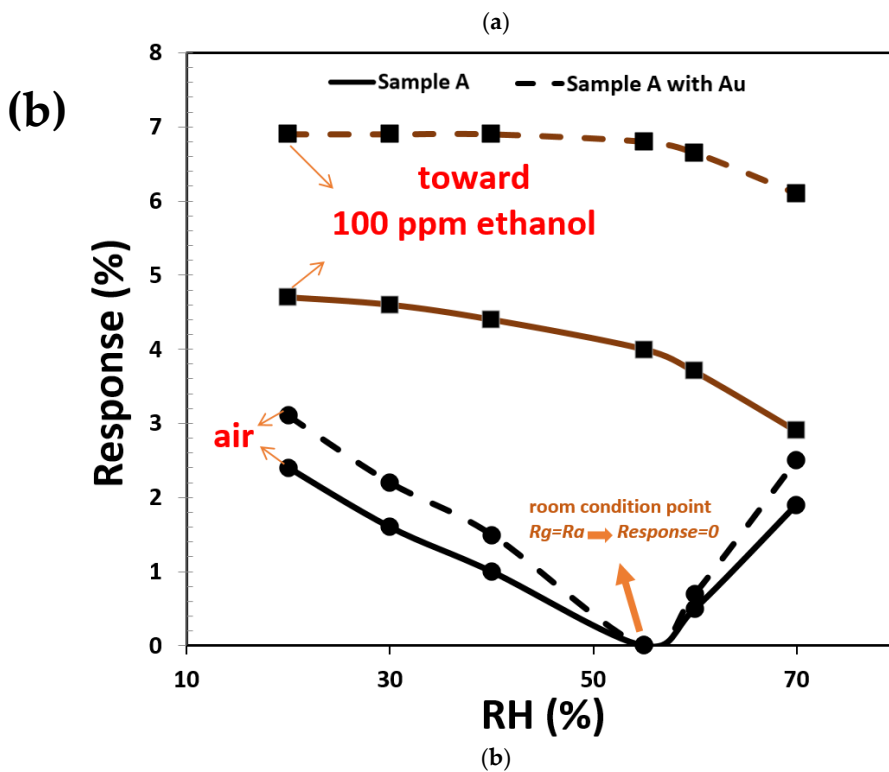 (a)
(b)
Sample A
Sample A with Au
8
7
6
5
4
3
2
1
0
Response (%)
toward
100 ppm ethanol
air
room condition point
Rg=Ra Response=0
10
30
50
70
RH (%)
(b)